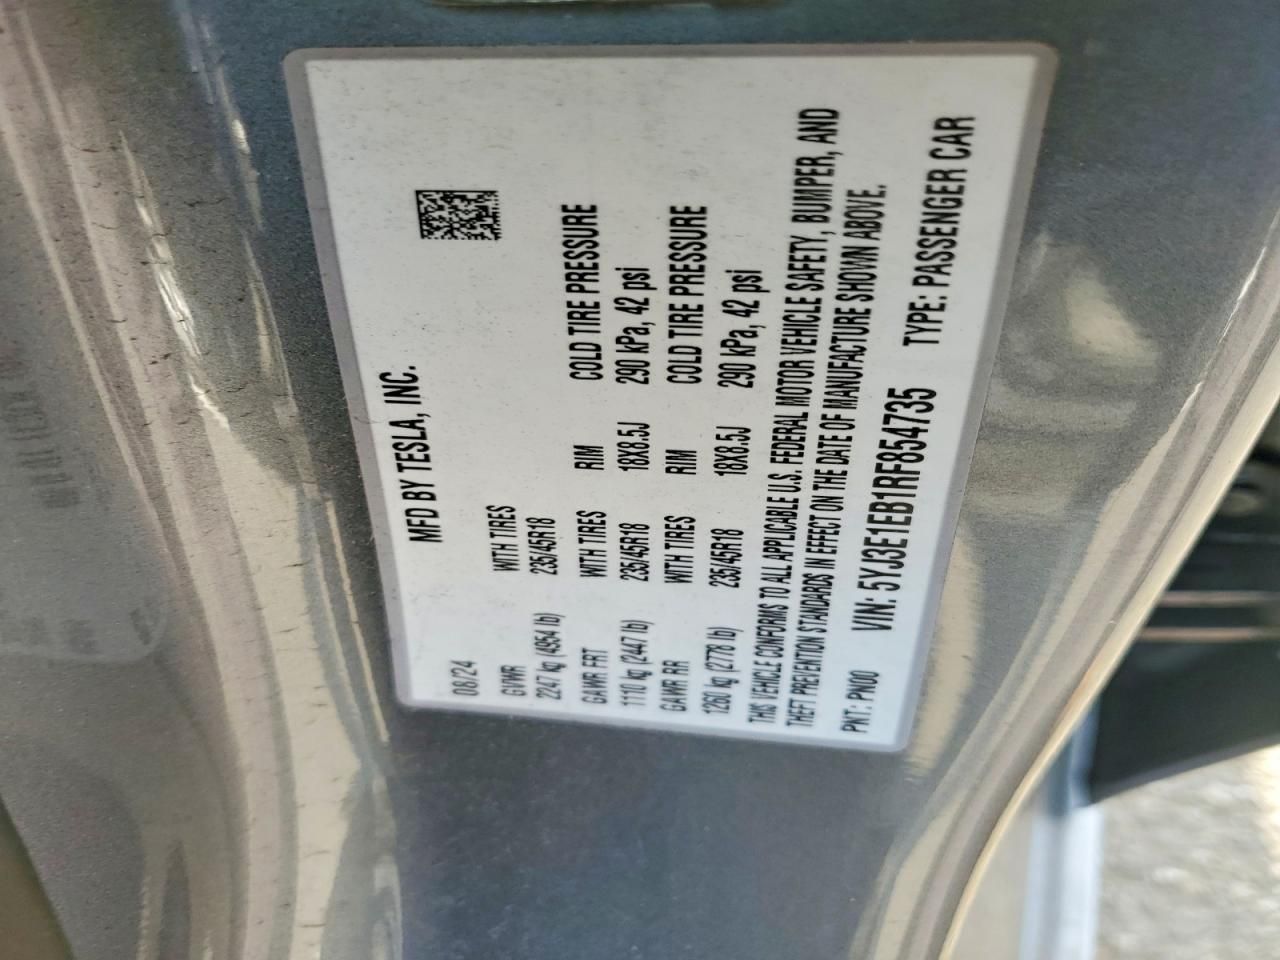 MFD BY TESLA, INC.
08/24
GVWR WITH TIRES
2247 kg (4954 lb) 235/45R18
GAWR FRT WITH TIRES RIM COLD TIRE PRESSURE
1110 kg (2447 lb) 235/45R18 18X8.5J 290 kPa, 42 psi
GAWR RR WITH TIRES RIM COLD TIRE PRESSURE
1260 kg (2778 lb) 235/45R18 18X8.5J 290 kPa, 42 psi
THIS VEHICLE CONFORMS TO ALL APPLICABLE U.S. FEDERAL MOTOR VEHICLE SAFETY, BUMPER, AND
THEFT PREVENTION STANDARDS IN EFFECT ON THE DATE OF MANUFACTURE SHOWN ABOVE.
PNT: PN00 VIN: 5YJ3E1EB1RF854735 TYPE: PASSENGER CAR